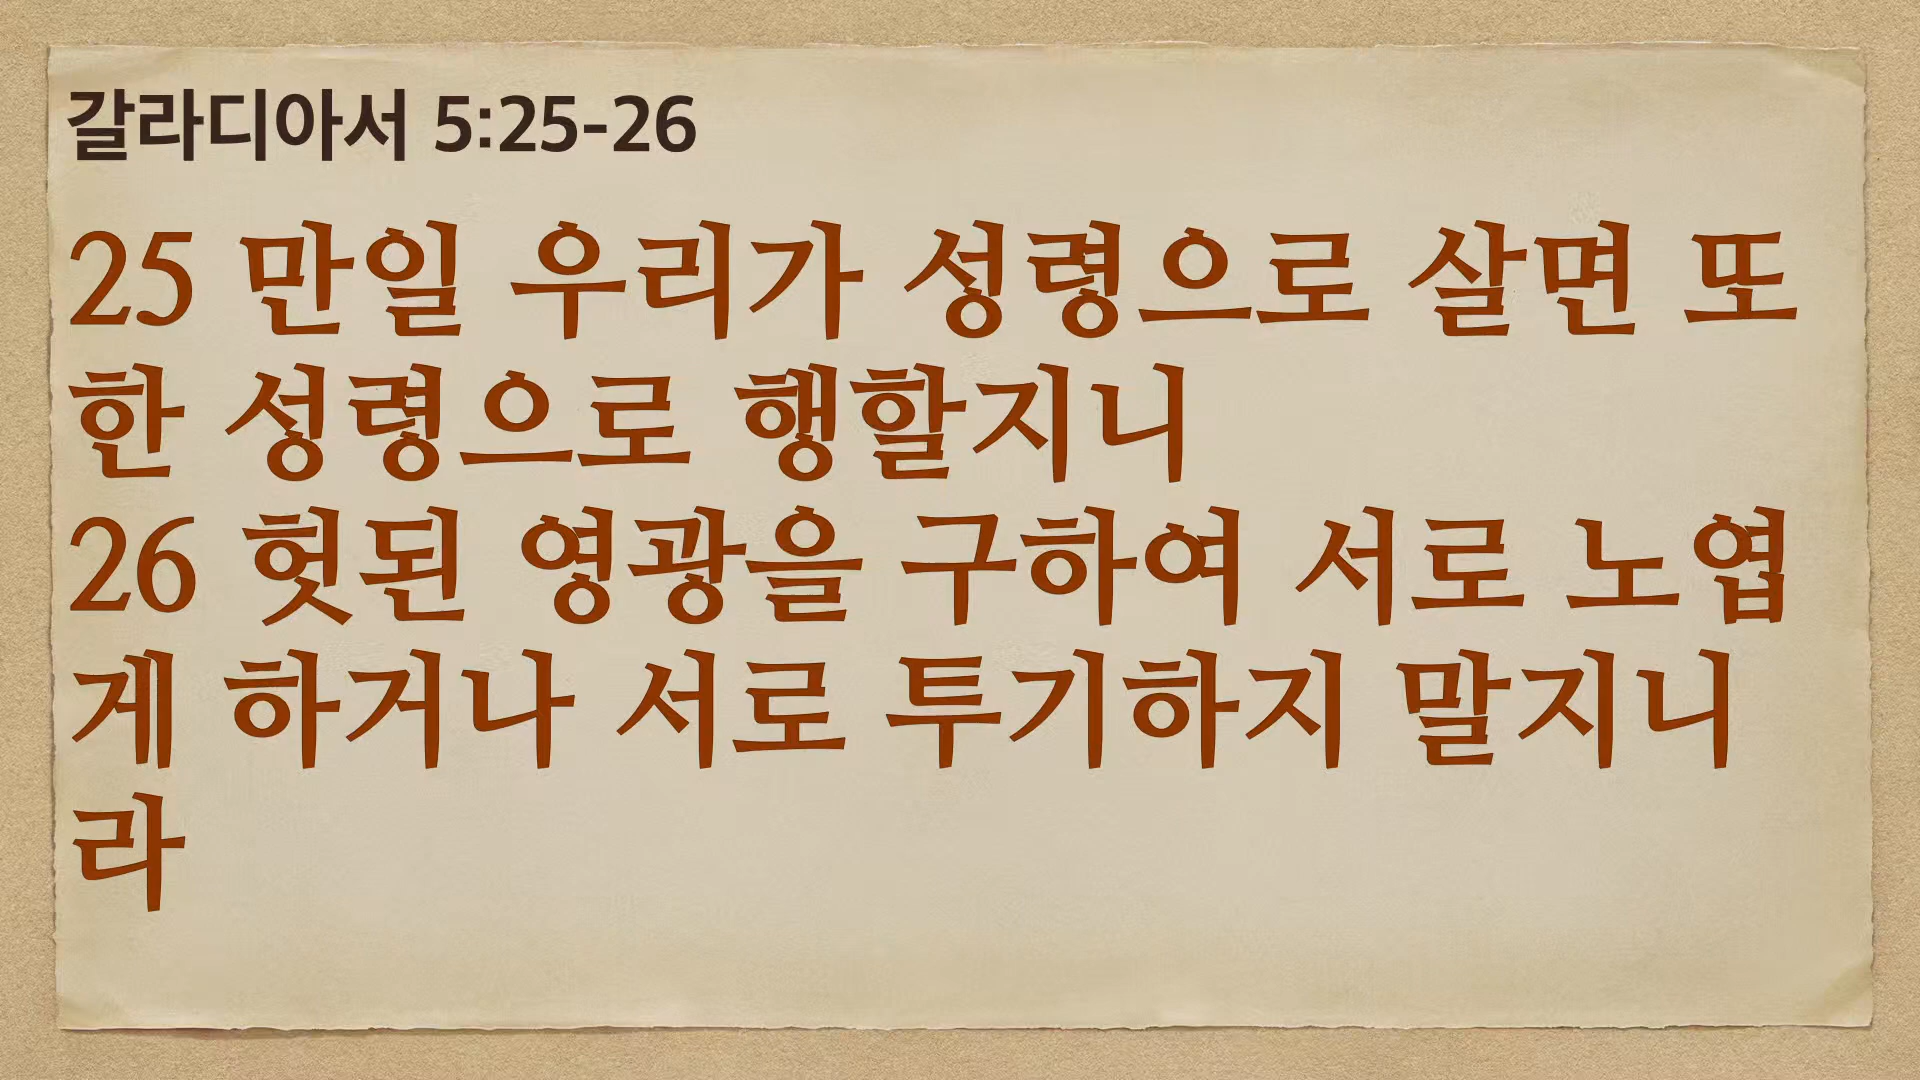 갈라디아서 5:25-26
25 만일 우리가 성령으로 살면 또
한 성령으로 행할지니
26 헛된 영광을 구하여 서로 노엽
게 하거나 서로 투기하지 말지니
라